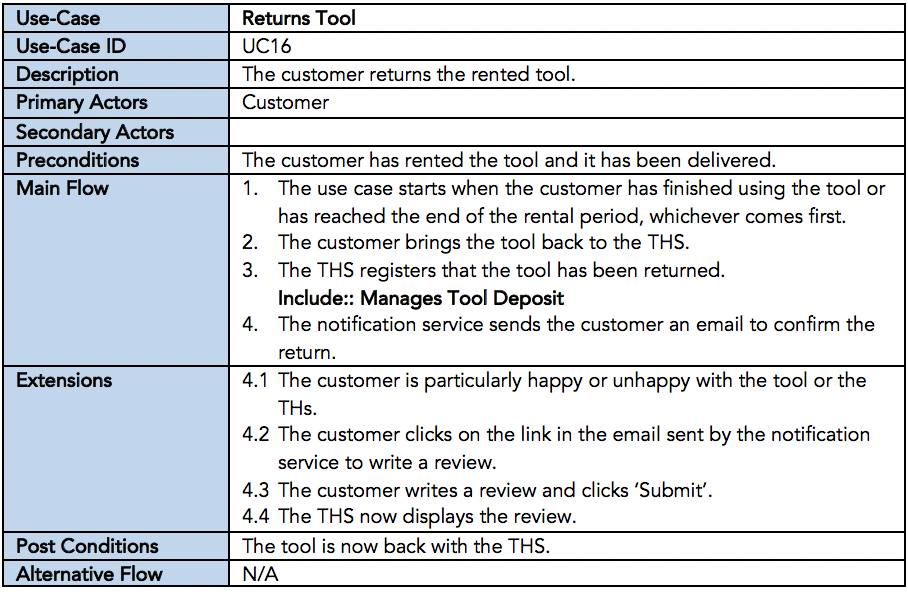 Use-Case Returns Tool
Use-Case ID UC16
Description The customer returns the rented tool.
Primary Actors Customer
Secondary Actors
Preconditions The customer has rented the tool and it has been delivered.
Main Flow 1. The use case starts when the customer has finished using the tool or
has reached the end of the rental period, whichever comes first.
2. The customer brings the tool back to the THS.
3. The THS registers that the tool has been returned.
Include:: Manages Tool Deposit
4. The notification service sends the customer an email to confirm the
return.
Extensions 4.1 The customer is particularly happy or unhappy with the tool or the
THs.
4.2 The customer clicks on the link in the email sent by the notification
service to write a review.
4.3 The customer writes a review and clicks ‘Submit’.
4.4 The THS now displays the review.
Post Conditions The tool is now back with the THS.
Alternative Flow N/A